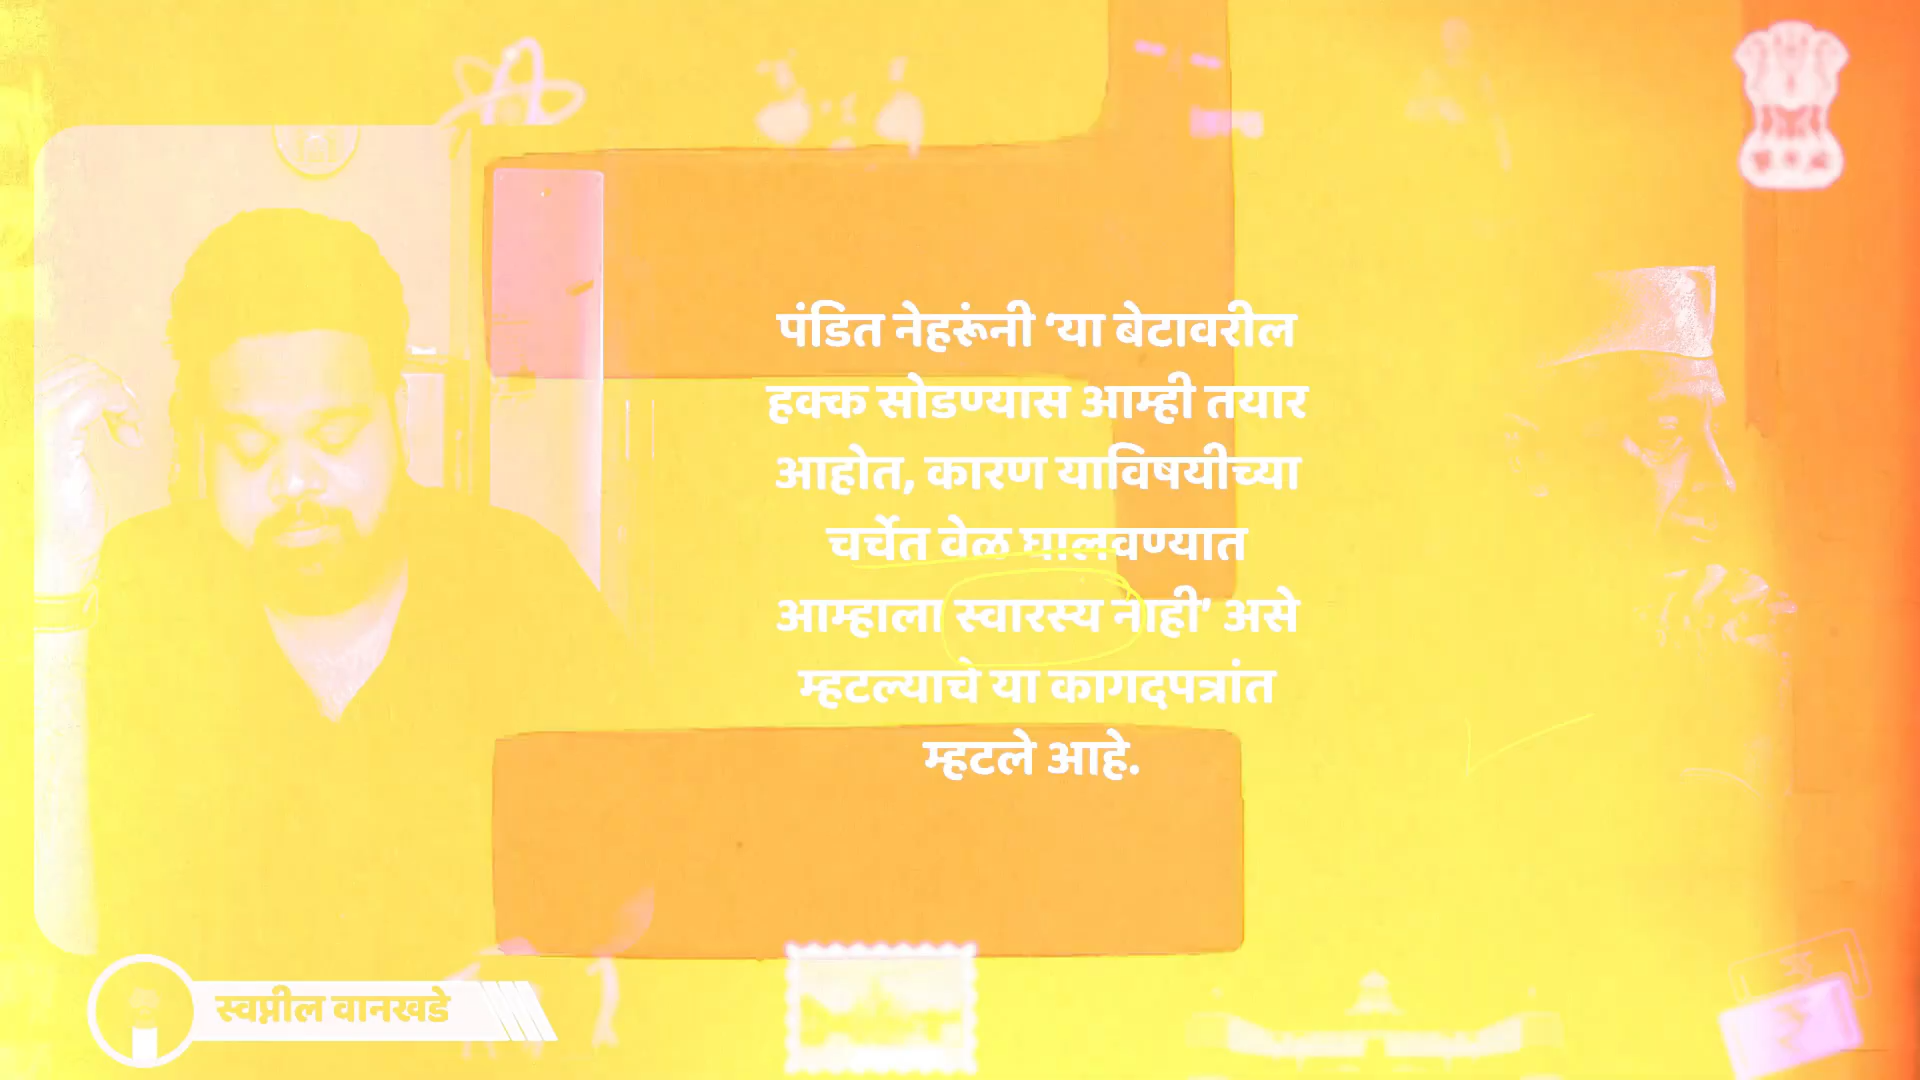 पंडित नेहरूंनी ‘या बेटावरील
हक्क सोडण्यास आम्ही तयार
आहोत, कारण याविषयीच्या
चर्चेत वेळ घालवण्यात
आम्हाला स्वारस्य नाही’ असे
म्हटल्याचे या कागदपत्रांत
म्हटले आहे.
स्वप्नील वानखडे